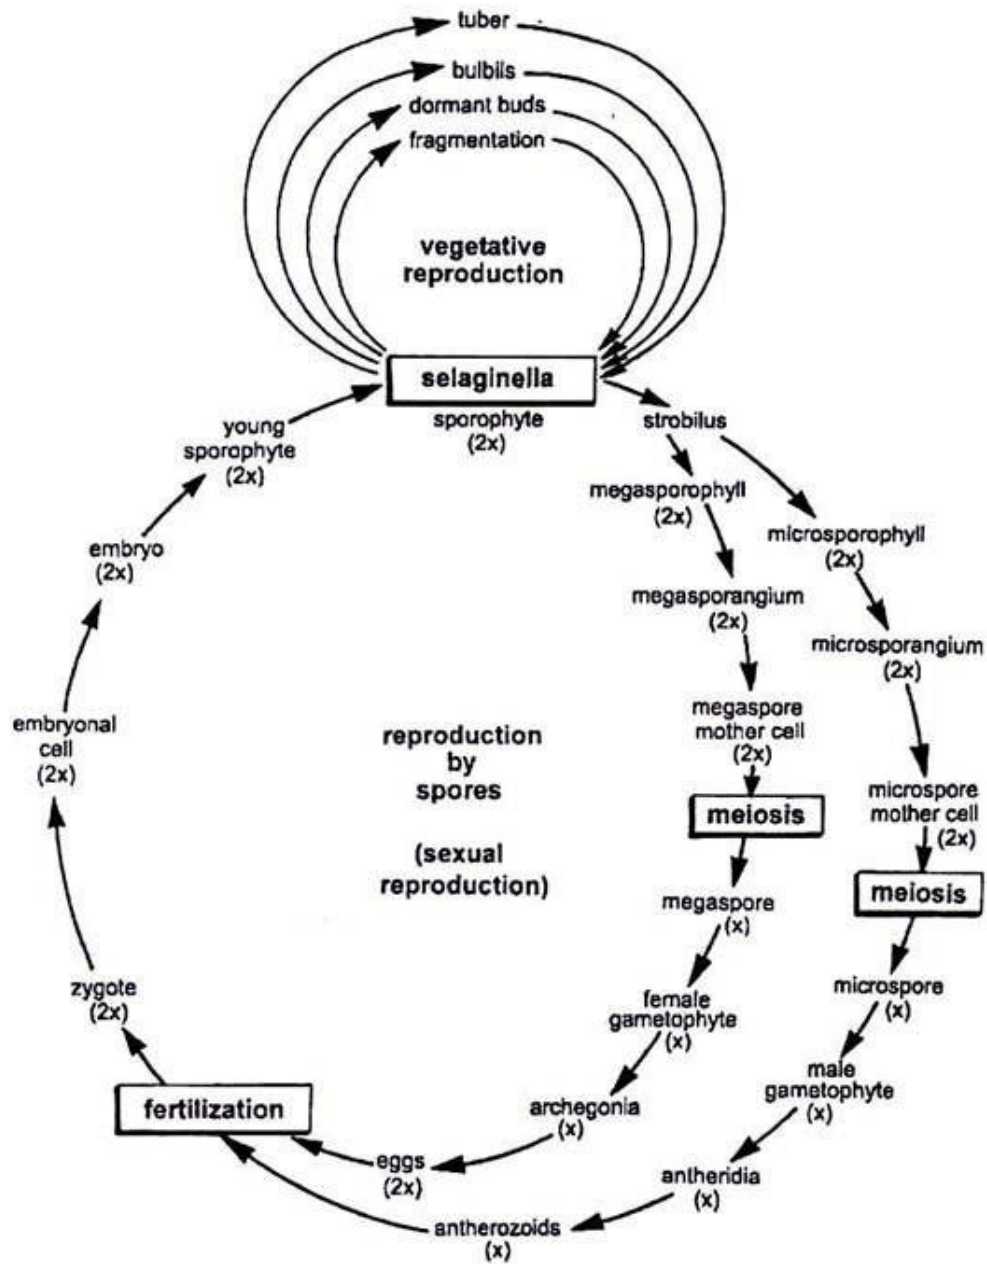 tuber
bulbils
dormant buds
fragmentation
vegetative
reproduction
selaginella
sporophyte
(2x)
strobilus
megasporophyll
(2x)
microsporophyll
(2x)
megasporangium
(2x)
microsporangium
(2x)
megaspore
mother cell
(2x)
microspore
mother cell
(2x)
meiosis
meiosis
megaspore
(x)
microspore
(x)
female
gametophyte
(x)
male
gametophyte
(x)
archegonia
(x)
antheridia
(x)
eggs
(2x)
antherozoids
(x)
fertilization
zygote
(2x)
embryonal
cell
(2x)
embryo
(2x)
young
sporophyte
(2x)
reproduction
by
spores
(sexual
reproduction)